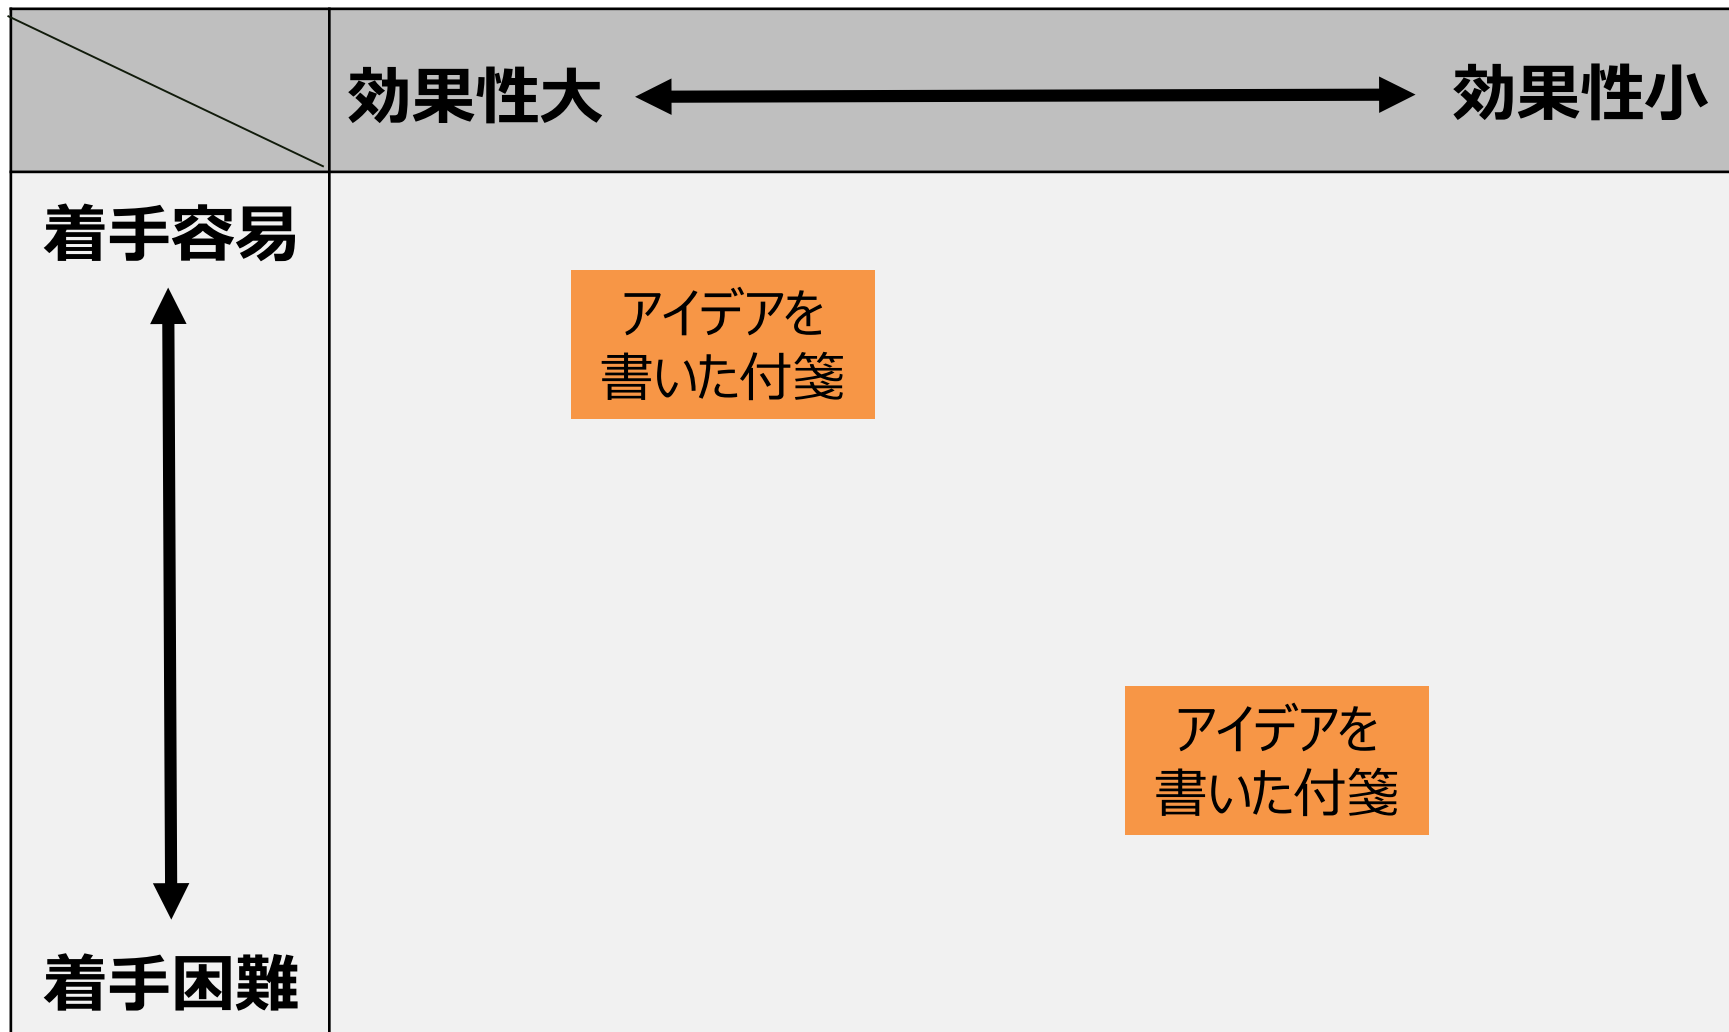 効果性大
効果性小
着手容易
アイデアを
書いた付箋
アイデアを
書いた付箋
着手困難